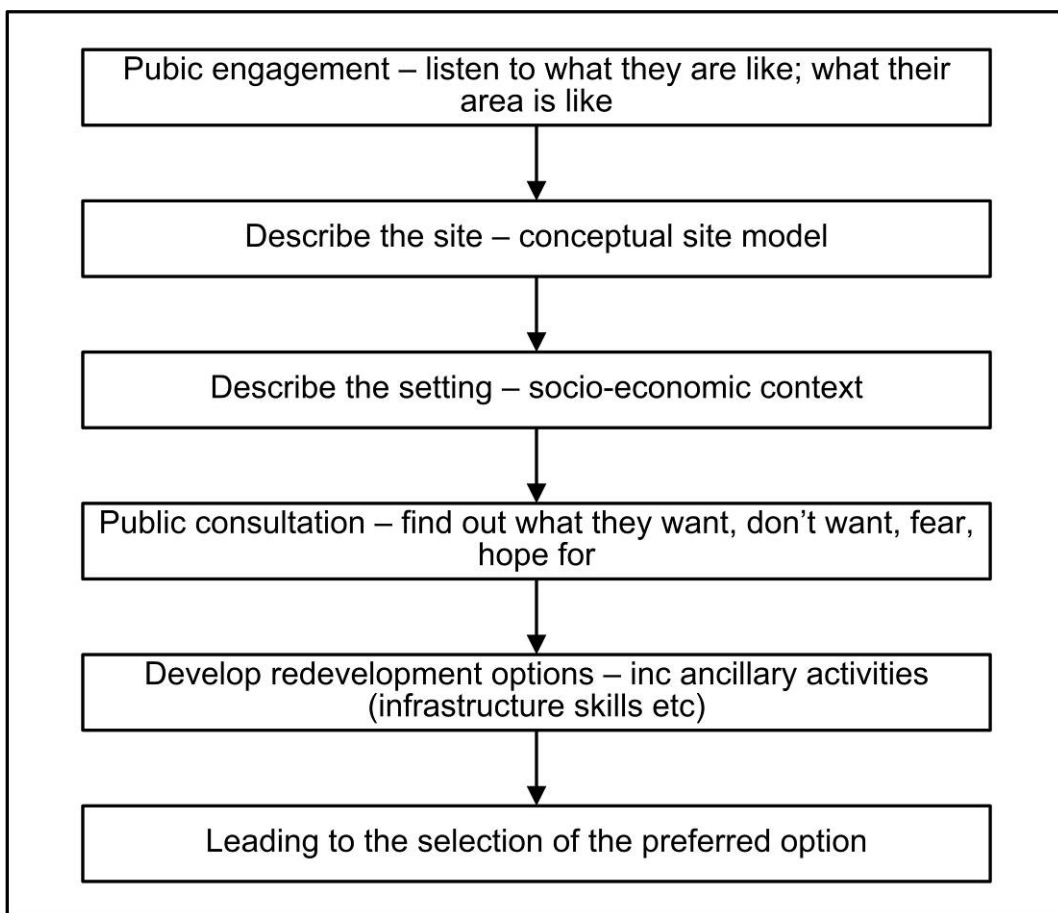 Pubic engagement – listen to what they are like; what their
area is like
Describe the site – conceptual site model
Describe the setting – socio-economic context
Public consultation – find out what they want, don’t want, fear,
hope for
Develop redevelopment options – inc ancillary activities
(infrastructure skills etc)
Leading to the selection of the preferred option